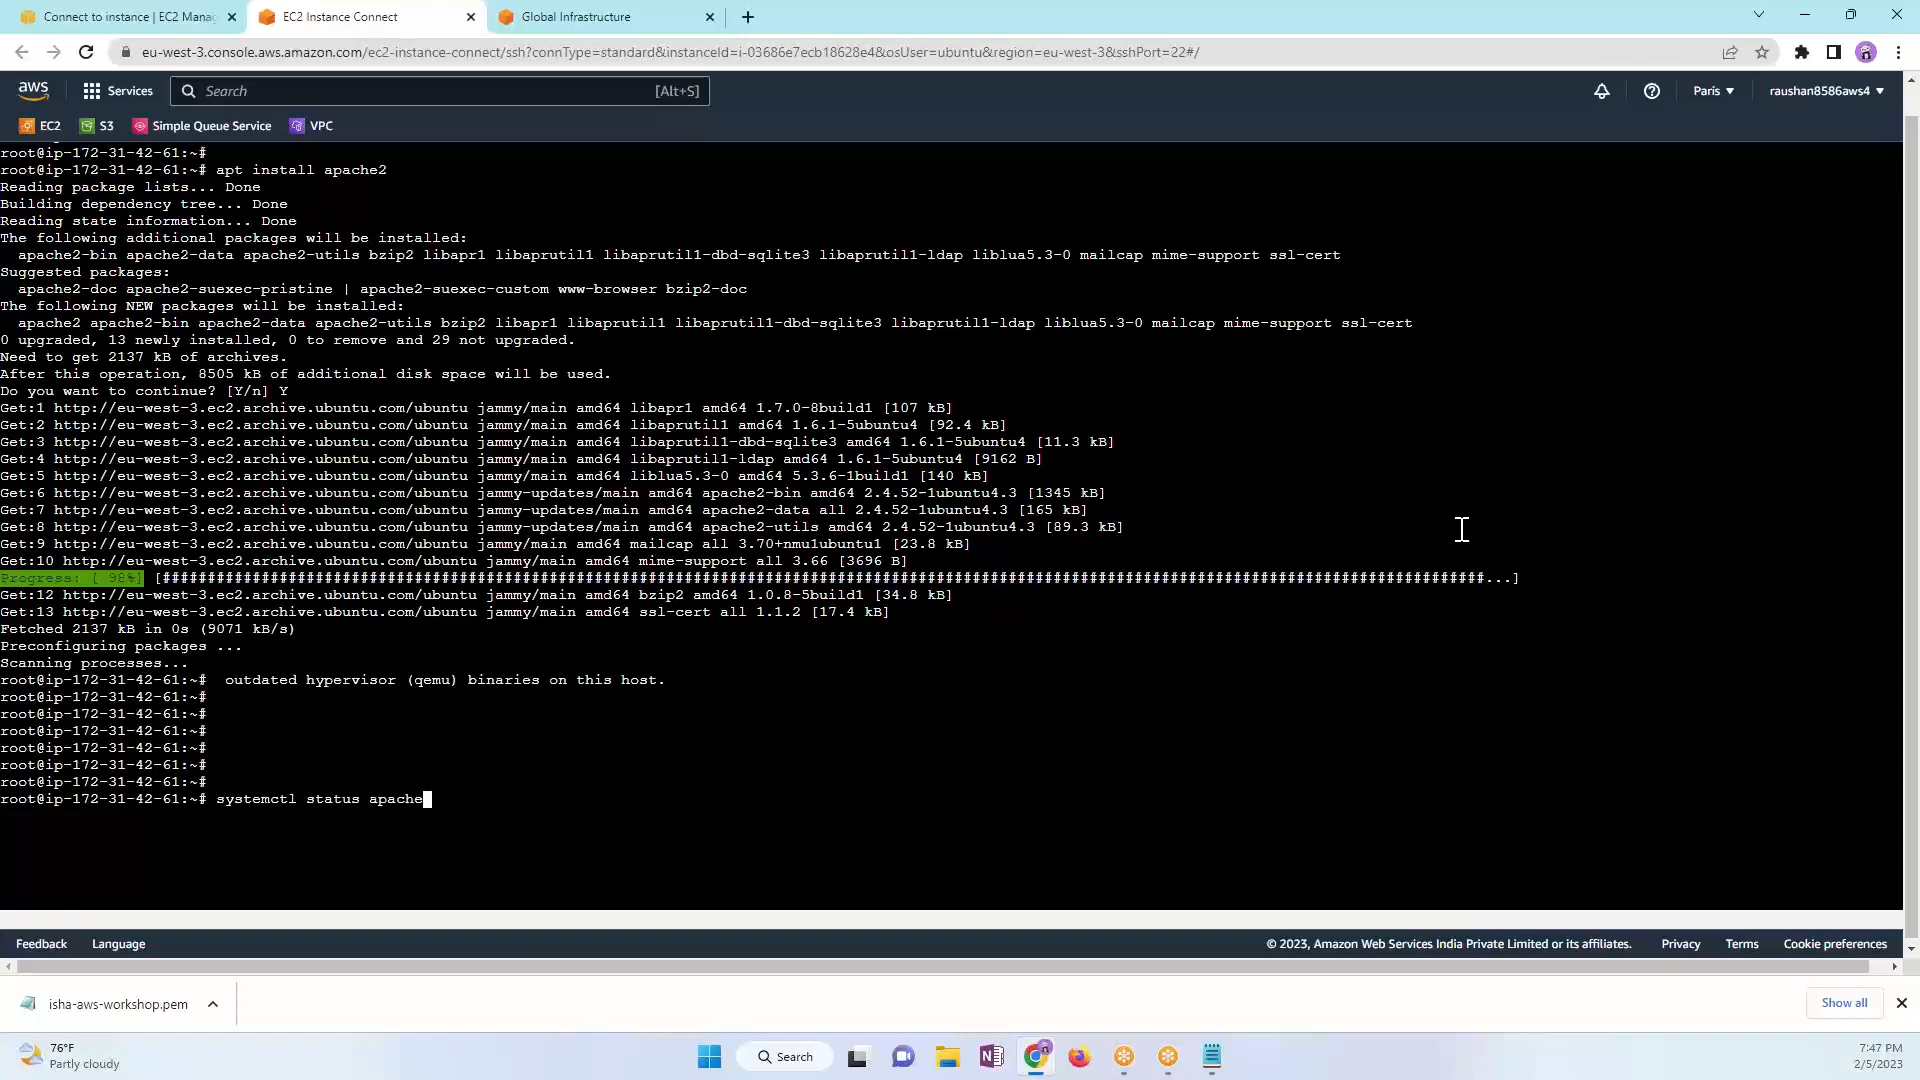 Connect to instance | EC2 Mana
EC2 Instance Connect
Global Infrastructure
eu-west-3.console.aws.amazon.com/ec2-instance-connect/ssh?connType=standard&instanceId=i-03686e7ecb18628e4&osUser=ubuntu&region=eu-west-3&sshPort=22#/
aws
Services
Search
[Alt+S]
Paris
raushan8586aws4
EC2
S3
Simple Queue Service
VPC
root@ip-172-31-42-61:~#
root@ip-172-31-42-61:~# apt install apache2
Reading package lists... Done
Building dependency tree... Done
Reading state information... Done
The following additional packages will be installed:
apache2-bin apache2-data apache2-utils bzip2 libapr1 libaprutil1 libaprutil1-dbd-sqlite3 libaprutil1-ldap liblua5.3-0 mailcap mime-support ssl-cert
Suggested packages:
apache2-doc apache2-suexec-pristine | apache2-suexec-custom www-browser bzip2-doc
The following NEW packages will be installed:
apache2 apache2-bin apache2-data apache2-utils bzip2 libapr1 libaprutil1 libaprutil1-dbd-sqlite3 libaprutil1-ldap liblua5.3-0 mailcap mime-support ssl-cert
0 upgraded, 13 newly installed, 0 to remove and 29 not upgraded.
Need to get 2137 kB of archives.
After this operation, 8505 kB of additional disk space will be used.
Do you want to continue? [Y/n] Y
Get:1 http://eu-west-3.ec2.archive.ubuntu.com/ubuntu jammy/main amd64 libapr1 amd64 1.7.0-8build1 [107 kB]
Get:2 http://eu-west-3.ec2.archive.ubuntu.com/ubuntu jammy/main amd64 libaprutil1 amd64 1.6.1-5ubuntu4 [92.4 kB]
Get:3 http://eu-west-3.ec2.archive.ubuntu.com/ubuntu jammy/main amd64 libaprutil1-dbd-sqlite3 amd64 1.6.1-5ubuntu4 [11.3 kB]
Get:4 http://eu-west-3.ec2.archive.ubuntu.com/ubuntu jammy/main amd64 libaprutil1-ldap amd64 1.6.1-5ubuntu4 [9162 B]
Get:5 http://eu-west-3.ec2.archive.ubuntu.com/ubuntu jammy/main amd64 liblua5.3-0 amd64 5.3.6-1build1 [140 kB]
Get:6 http://eu-west-3.ec2.archive.ubuntu.com/ubuntu jammy-updates/main amd64 apache2-bin amd64 2.4.52-1ubuntu4.3 [1345 kB]
Get:7 http://eu-west-3.ec2.archive.ubuntu.com/ubuntu jammy-updates/main amd64 apache2-data all 2.4.52-1ubuntu4.3 [165 kB]
Get:8 http://eu-west-3.ec2.archive.ubuntu.com/ubuntu jammy-updates/main amd64 apache2-utils amd64 2.4.52-1ubuntu4.3 [89.3 kB]
Get:9 http://eu-west-3.ec2.archive.ubuntu.com/ubuntu jammy/main amd64 mailcap all 3.70+nmu1ubuntu1 [23.8 kB]
Get:10 http://eu-west-3.ec2.archive.ubuntu.com/ubuntu jammy/main amd64 mime-support all 3.66 [3696 B]
Progress: [ 98%] [###################################################################################################################################################...]
Get:12 http://eu-west-3.ec2.archive.ubuntu.com/ubuntu jammy/main amd64 bzip2 amd64 1.0.8-5build1 [34.8 kB]
Get:13 http://eu-west-3.ec2.archive.ubuntu.com/ubuntu jammy/main amd64 ssl-cert all 1.1.2 [17.4 kB]
Fetched 2137 kB in 0s (9071 kB/s)
Preconfiguring packages ...
Scanning processes...
root@ip-172-31-42-61:~#  outdated hypervisor (qemu) binaries on this host.
root@ip-172-31-42-61:~#
root@ip-172-31-42-61:~#
root@ip-172-31-42-61:~#
root@ip-172-31-42-61:~#
root@ip-172-31-42-61:~#
root@ip-172-31-42-61:~#
root@ip-172-31-42-61:~# systemctl status apache
Feedback
Language
© 2023, Amazon Web Services India Private Limited or its affiliates.
Privacy
Terms
Cookie preferences
isha-aws-workshop.pem
Show all
76°F
Partly cloudy
Search
7:47 PM
2/5/2023